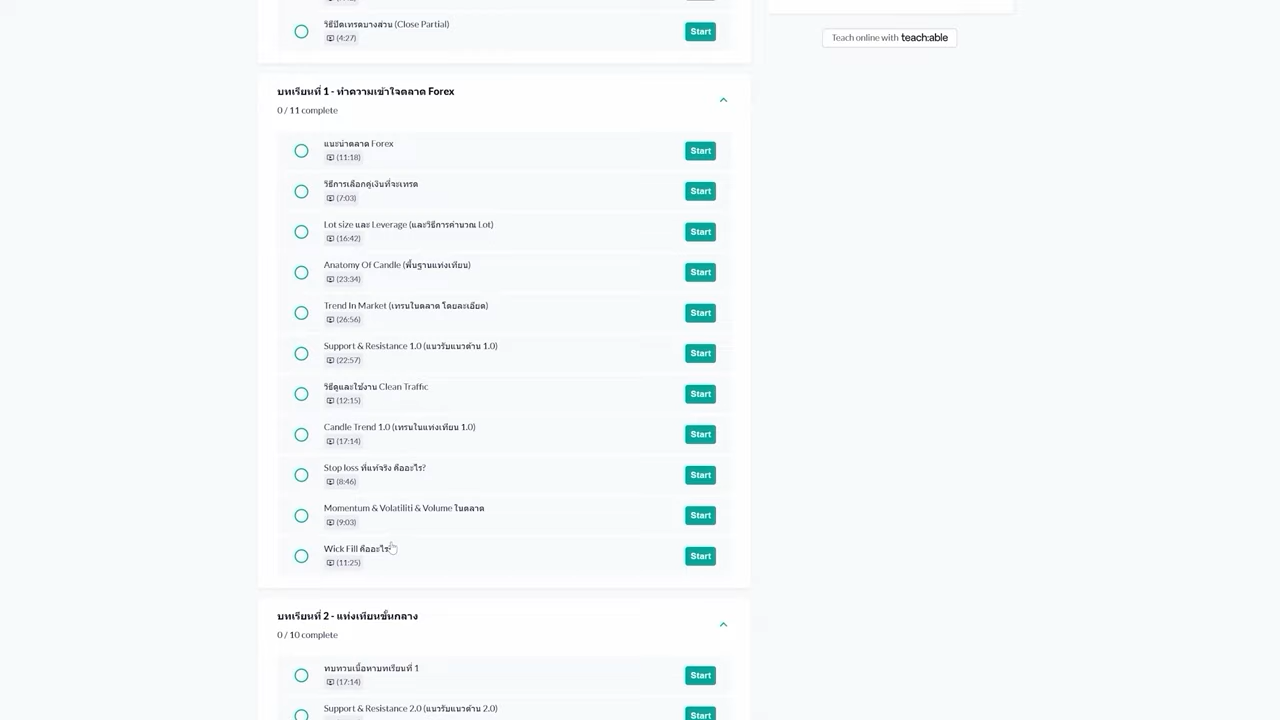 วิธีปิดเทรดบางส่วน (Close Partial)
(4:27)
Start
Teach online with teach:able
บทเรียนที่ 1 - ทำความเข้าใจตลาด Forex
0 / 11 complete
แนะนำตลาด Forex
(11:18)
Start
วิธีการเลือกคู่เงินที่จะเทรด
(7:03)
Start
Lot size และ Leverage (และวิธีการคำนวณ Lot)
(16:42)
Start
Anatomy Of Candle (พื้นฐานแท่งเทียน)
(23:34)
Start
Trend In Market (เทรนในตลาด โดยละเอียด)
(26:56)
Start
Support & Resistance 1.0 (แนวรับแนวต้าน 1.0)
(22:57)
Start
วิธีดูและใช้งาน Clean Traffic
(12:15)
Start
Candle Trend 1.0 (เทรนในแท่งเทียน 1.0)
(17:14)
Start
Stop loss ที่แท้จริง คืออะไร?
(8:46)
Start
Momentum & Volatiliti & Volume ในตลาด
(9:03)
Start
Wick Fill คืออะไร
(11:25)
Start
บทเรียนที่ 2 - แท่งเทียนขั้นกลาง
0 / 10 complete
ทบทวนเนื้อหาบทเรียนที่ 1
(17:14)
Start
Support & Resistance 2.0 (แนวรับแนวต้าน 2.0)
Start